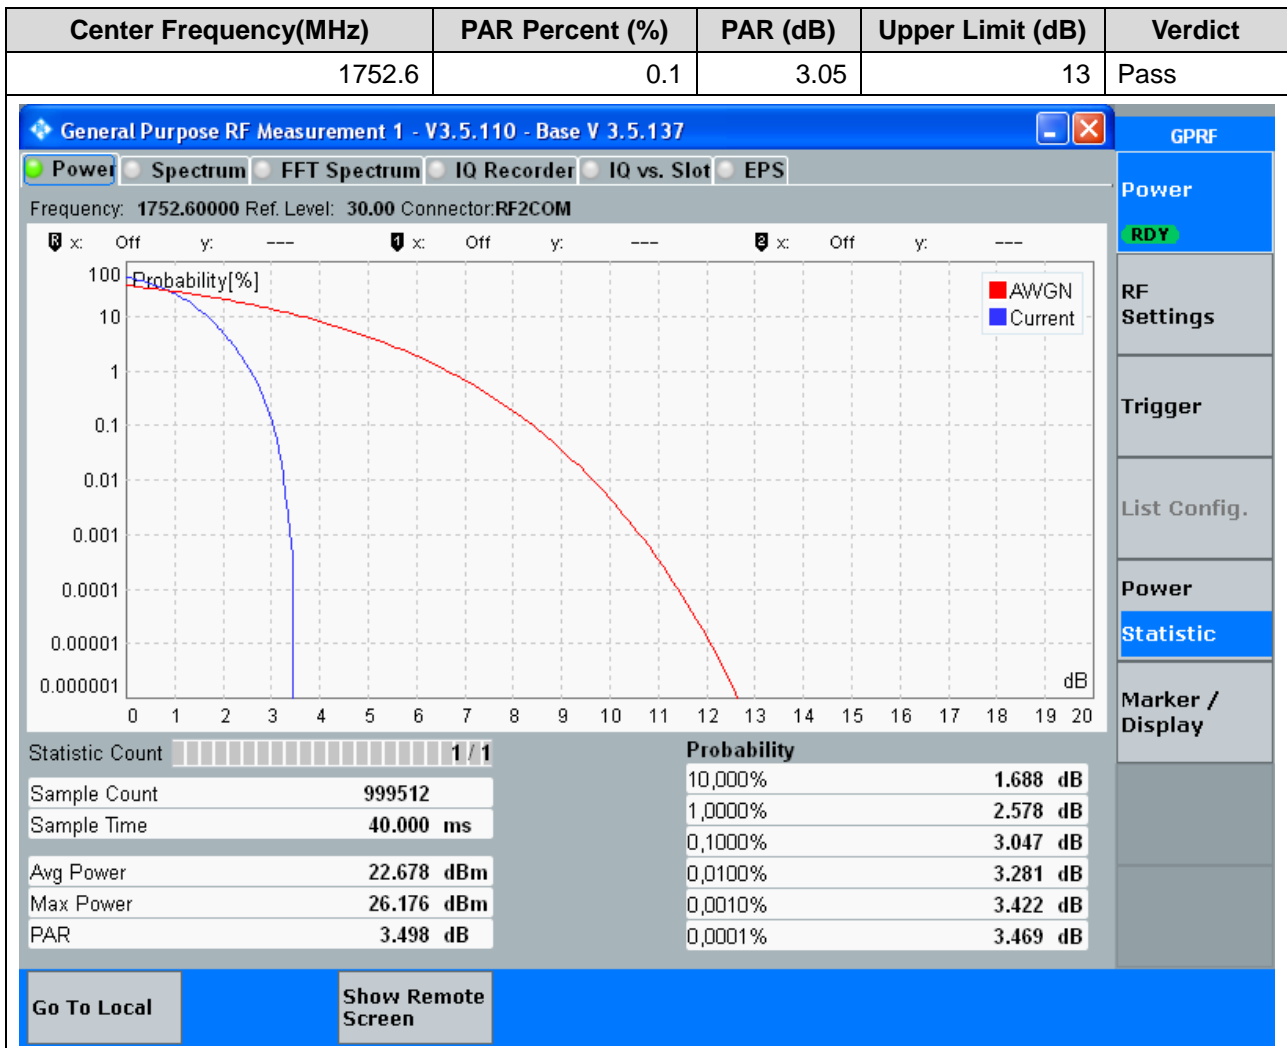 Center Frequency(MHz) PAR Percent (%) PAR (dB) Upper Limit (dB) Verdict
1752.6 0.1 3.05 13 Pass
General Purpose RF Measurement 1 - V3.5.110 - Base V 3.5.137
GPRF
Power Spectrum FFT Spectrum IQ Recorder IQ vs. Slot EPS
Power
RDY
Frequency: 1752.60000 Ref. Level: 30.00 Connector:RF2COM
R x: Off y: --- 1 x: Off y: --- 2 x: Off y: ---
Probability[%]
AWGN
Current
100
10
1
0.1
0.01
0.001
0.0001
0.00001
0.000001
dB
0 1 2 3 4 5 6 7 8 9 10 11 12 13 14 15 16 17 18 19 20
RF
Settings
Trigger
List Config.
Power
Statistic
Marker /
Display
Statistic Count 1 / 1
Sample Count 999512
Sample Time 40.000 ms
Avg Power 22.678 dBm
Max Power 26.176 dBm
PAR 3.498 dB
Probability
10,000% 1.688 dB
1,0000% 2.578 dB
0,1000% 3.047 dB
0,0100% 3.281 dB
0,0010% 3.422 dB
0,0001% 3.469 dB
Go To Local
Show Remote
Screen